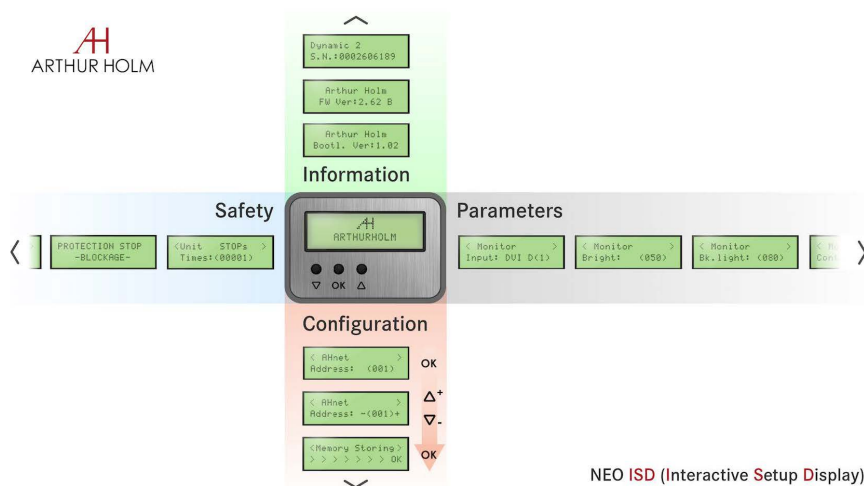 AH
ARTHUR HOLM
Dynamic 2
S.N.:0002606189
Arthur Holm
FW Ver:2.62 B
Arthur Holm
Bootl. Ver:1.02
Information
Safety
Parameters
PROTECTION STOP
-BLOCKAGE-
<Unit STOPs >
Times:(00001)
AH
ARTHURHOLM
▽ OK △
< Monitor >
Input: DVI D(1)
< Monitor >
Bright: (050)
< Monitor >
Bk.light: (080)
Configuration
< AHnet >
Address: (001)
OK
< AHnet >
Address: -(001)+
△+
▽-
<Memory Storing>
> > > > > > > OK
OK
NEO ISD (Interactive Setup Display)